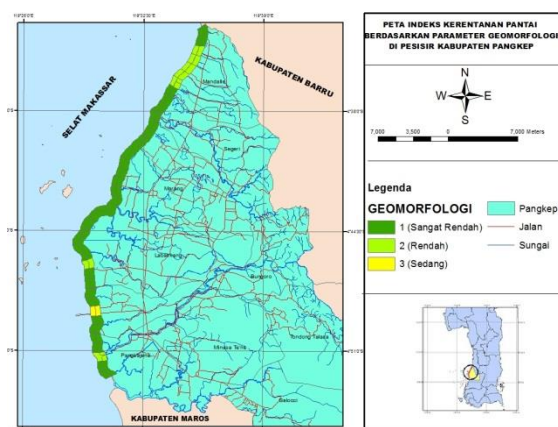 PETA INDEKS KERENTANAN PANTAI
BERDASARKAN PARAMETER GEOMORFOLOGI
DI PESISIR KABUPATEN PANGKEP
N
W E
S
7,000 3,500 0 7,000 Meters
Legenda
GEOMORFOLOGI
1 (Sangat Rendah)
2 (Rendah)
3 (Sedang)
Pangkep
Jalan
Sungai
SELAT MAKASSAR
KABUPATEN BARRU
KABUPATEN MAROS
Mandalle
Segeri
Marang
Labakkang
Bungoro
Pangkajene
Minasa Te'ne
Tondong Tallasa
Balocci